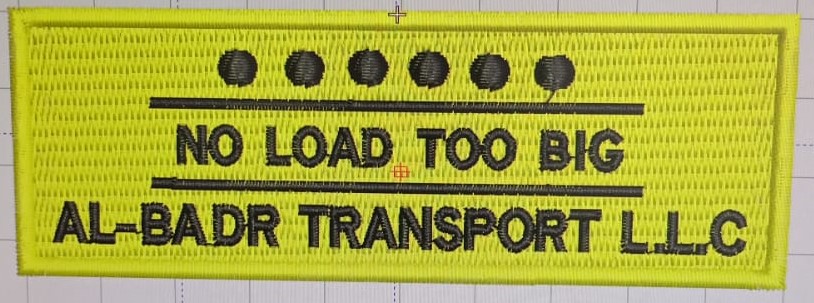 NO LOAD TOO BIG
AL-BADR TRANSPORT L.L.C